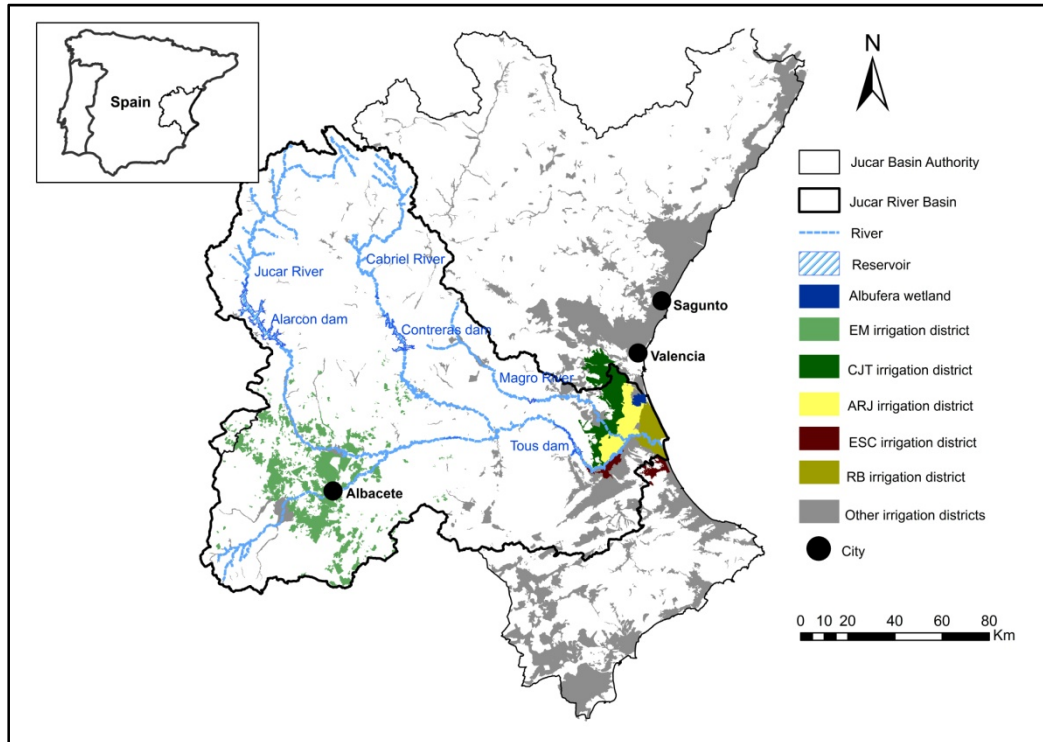 Spain
N
Jucar River
Cabriel River
Alarcon dam
Contreras dam
Sagunto
Valencia
Magro River
Tous dam
Albacete
Jucar Basin Authority
Jucar River Basin
River
Reservoir
Albufera wetland
EM irrigation district
CJT irrigation district
ARJ irrigation district
ESC irrigation district
RB irrigation district
Other irrigation districts
City
0 10 20 40 60 80
Km